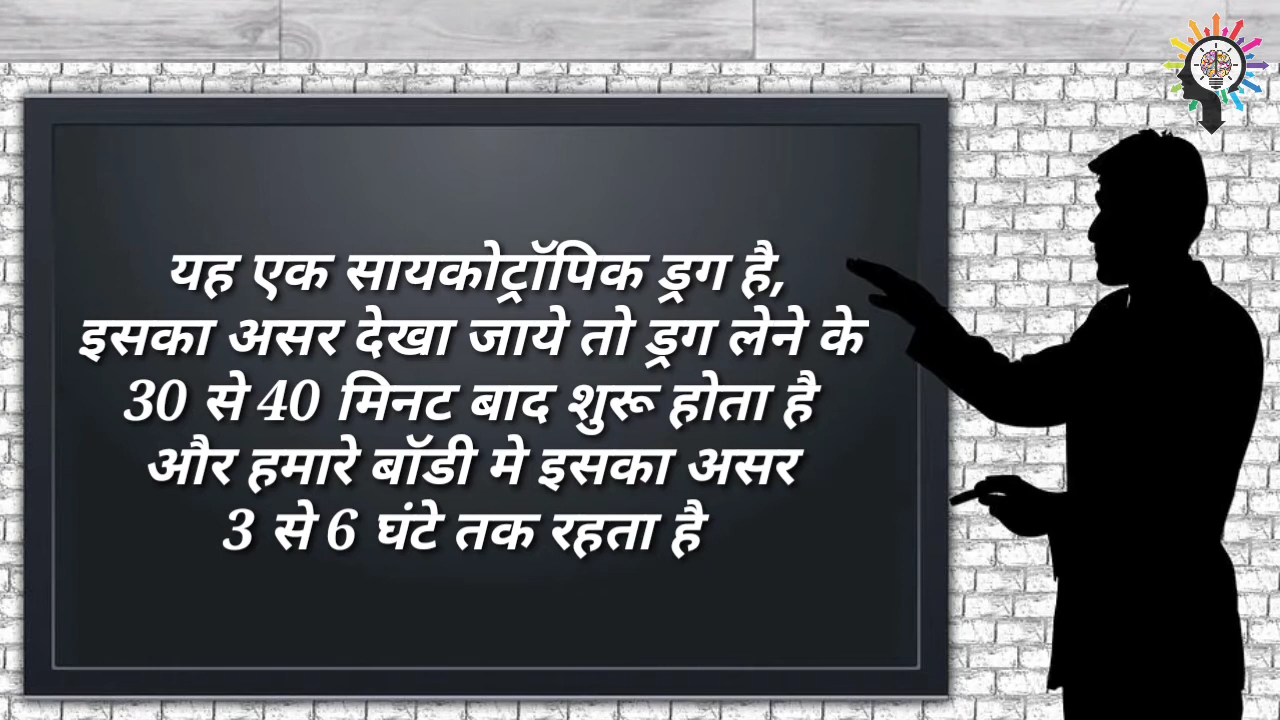 यह एक सायकोट्रॉपिक ड्रग है,
इसका असर देखा जाये तो ड्रग लेने के
30 से 40 मिनट बाद शुरू होता है
और हमारे बॉडी मे इसका असर
3 से 6 घंटे तक रहता है